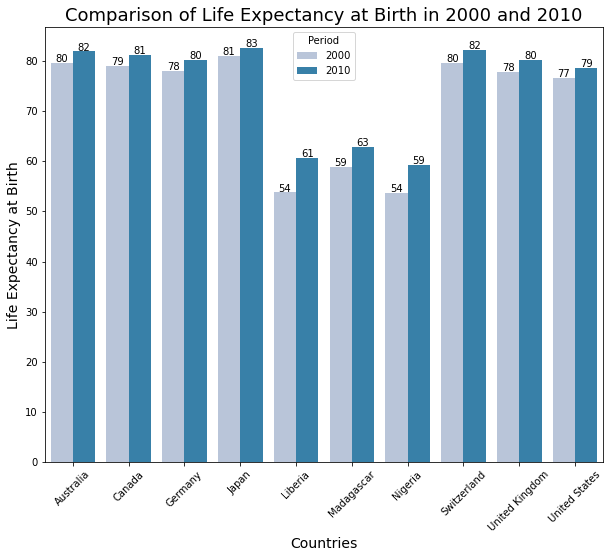 Comparison of Life Expectancy at Birth in 2000 and 2010
Period
2000
2010
Life Expectancy at Birth
80
70
60
50
40
30
20
10
0
80 82
79 81
78 80
81 83
54 61
59 63
54 59
80 82
78 80
77 79
Australia
Canada
Germany
Japan
Liberia
Madagascar
Nigeria
Switzerland
United Kingdom
United States
Countries